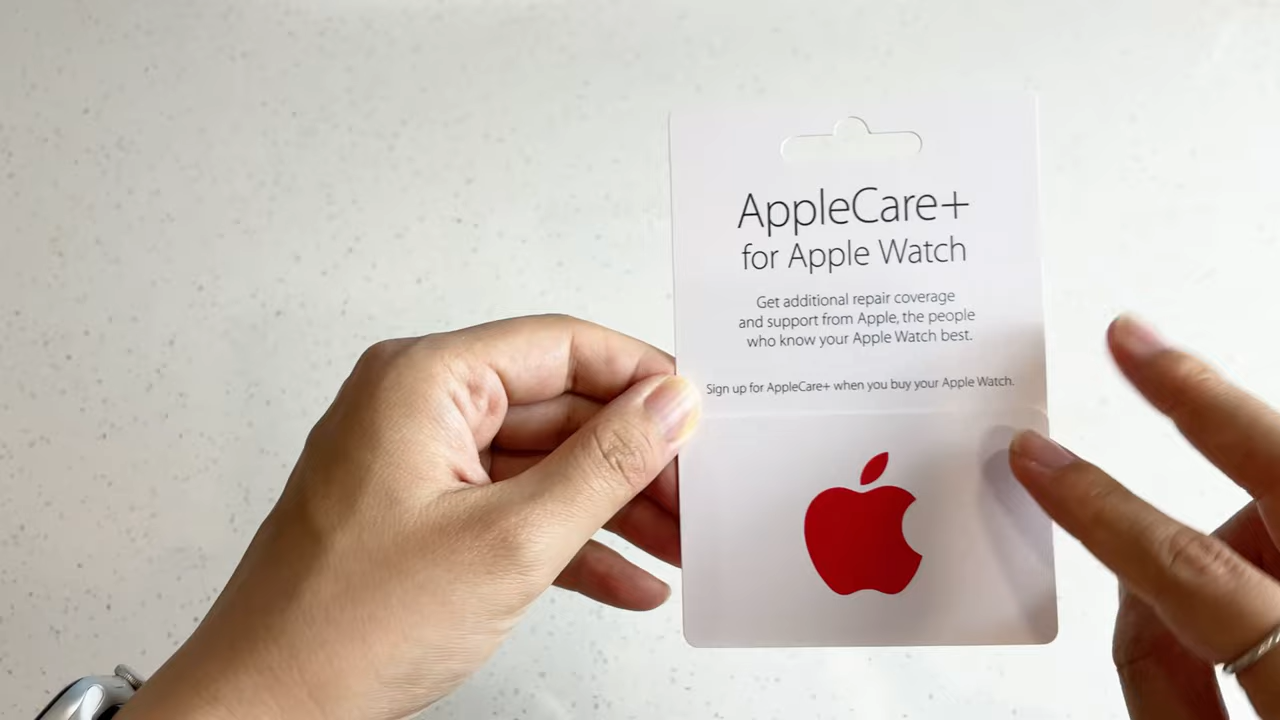 AppleCare+
for Apple Watch
Get additional repair coverage
and support from Apple, the people
who know your Apple Watch best.
Sign up for AppleCare+ when you buy your Apple Watch.